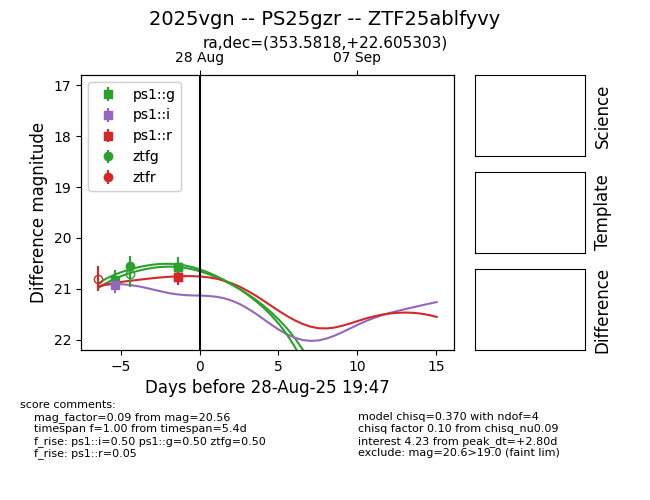 2025vgn -- PS25gzr -- ZTF25ablfyvy
ra,dec=(353.5818,+22.605303)
28 Aug
07 Sep
17
18
19
20
21
22
Difference magnitude
ps1::g
ps1::i
ps1::r
ztfg
ztfr
−5
0
5
10
15
Days before 28-Aug-25 19:47
Science
Template
Difference
score comments:
mag_factor=0.09 from mag=20.56
timespan f=1.00 from timespan=5.4d
f_rise: ps1::i=0.50 ps1::g=0.50 ztfg=0.50
f_rise: ps1::r=0.05
model chisq=0.370 with ndof=4
chisq factor 0.10 from chisq_nu0.09
interest 4.23 from peak_dt=+2.80d
exclude: mag=20.6>19.0 (faint lim)